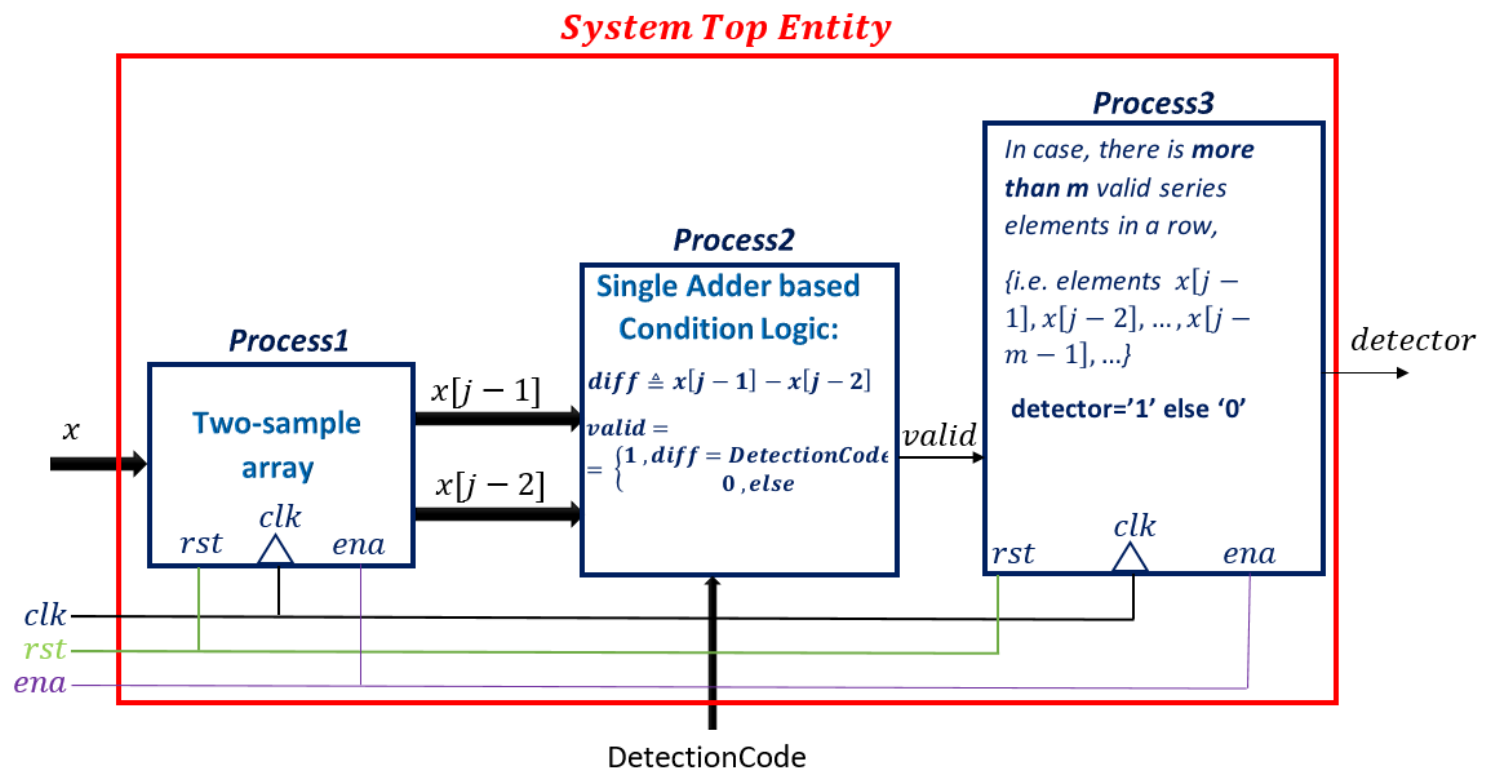 System Top Entity
Process1
Two-sample
array
rst
clk
ena
x
x[j − 1]
x[j − 2]
Process2
Single Adder based
Condition Logic:
diff ≜ x[j − 1] − x[j − 2]
valid =
= {1 , diff = DetectionCode
0 , else
valid
Process3
In case, there is more
than m valid series
elements in a row,
{i.e. elements x[j −
1], x[j − 2], … , x[j −
m − 1], …}
detector='1' else ‘0’
rst
clk
ena
detector
clk
rst
ena
DetectionCode